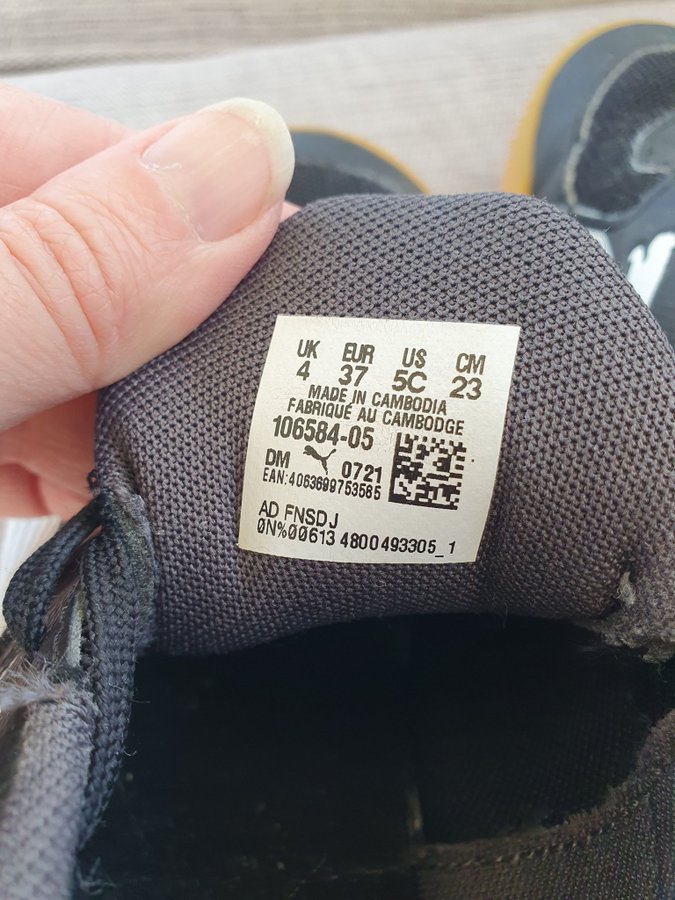 UK EUR US CM
4 37 5C 23
MADE IN CAMBODIA
FABRIQUÉ AU CAMBODGE
106584-05
DM 0721
EAN:4063699753585
AD FNSDJ
0N%00613 4800493305_1